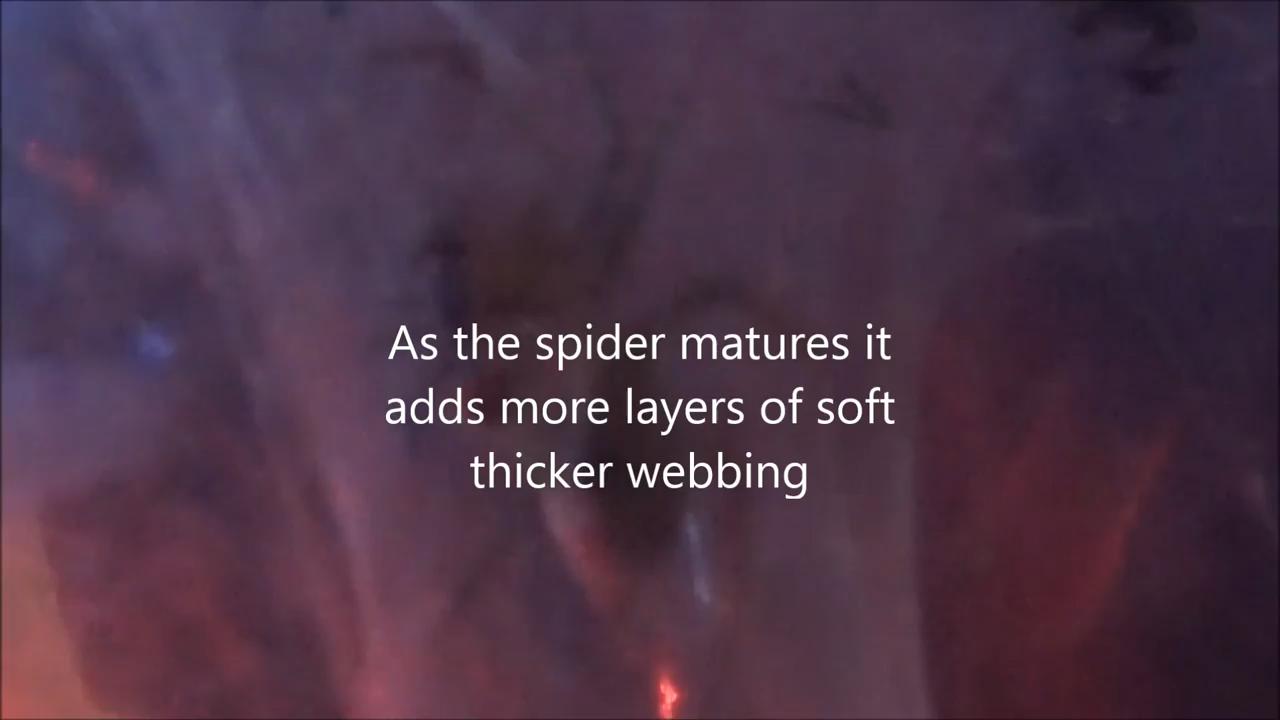 As the spider matures it
adds more layers of soft
thicker webbing